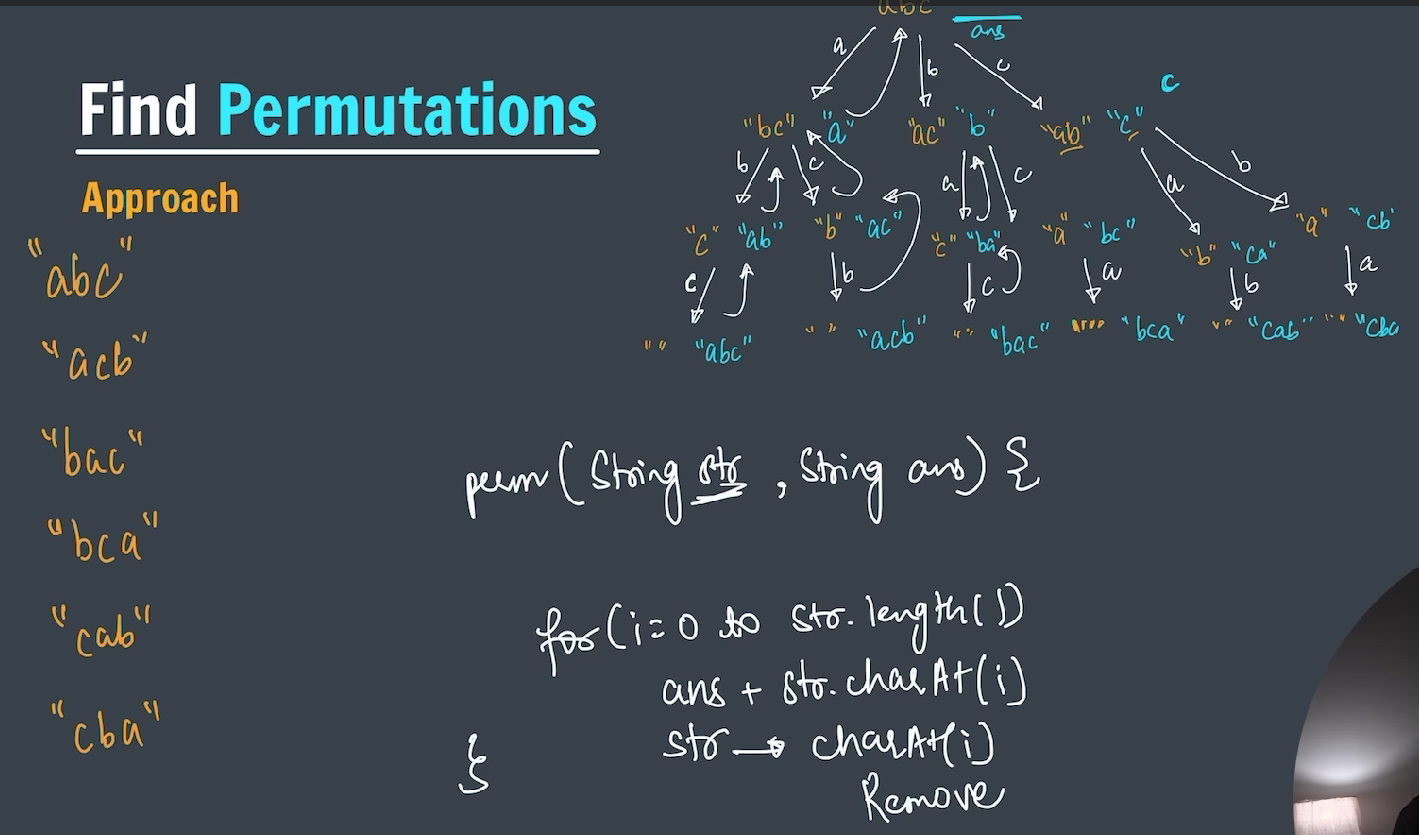 abc
ans
a
b
c
c
"bc" "a"
"ac" "b"
"ab" "c"
b
c
a
c
a
b
"c" "ab"
"b" "ac"
"c" "ba"
"a" "bc"
"b" "ca"
"a" "cb"
c
b
c
a
b
a
"" "abc"
"" "acb"
"" "bac"
"" "bca"
"" "cab"
"" "cba
Find Permutations
Approach
"abc"
"acb"
"bac"
"bca"
"cab"
"cba"
perm (String str, String ans) {
for (i=0 to str.length())
ans + str.charAt(i)
str → charAt(i)
Remove
}